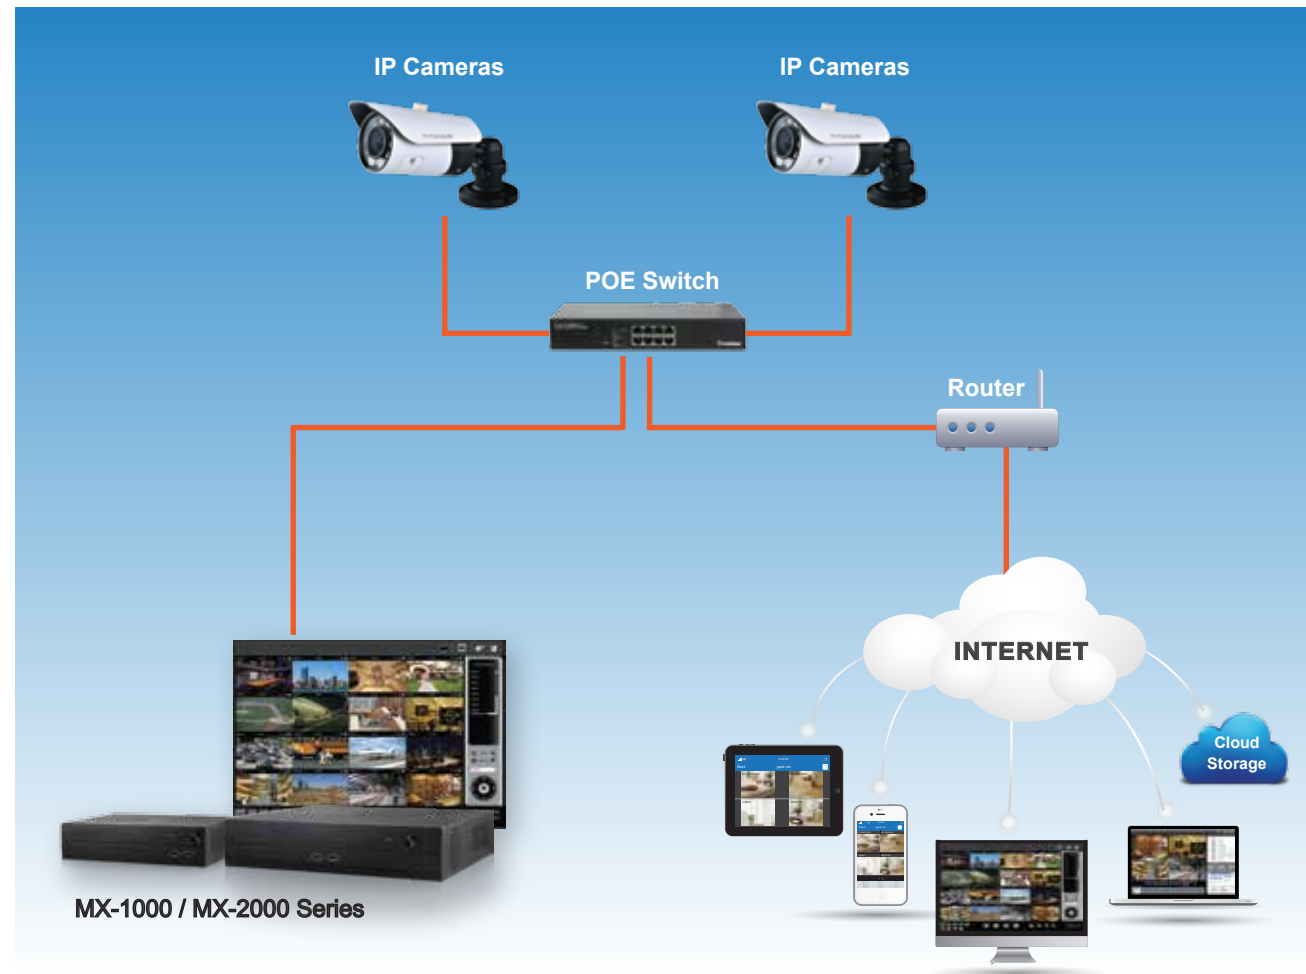 IP Cameras
IP Cameras
POE Switch
Router
INTERNET
Cloud
Storage
MX-1000 / MX-2000 Series